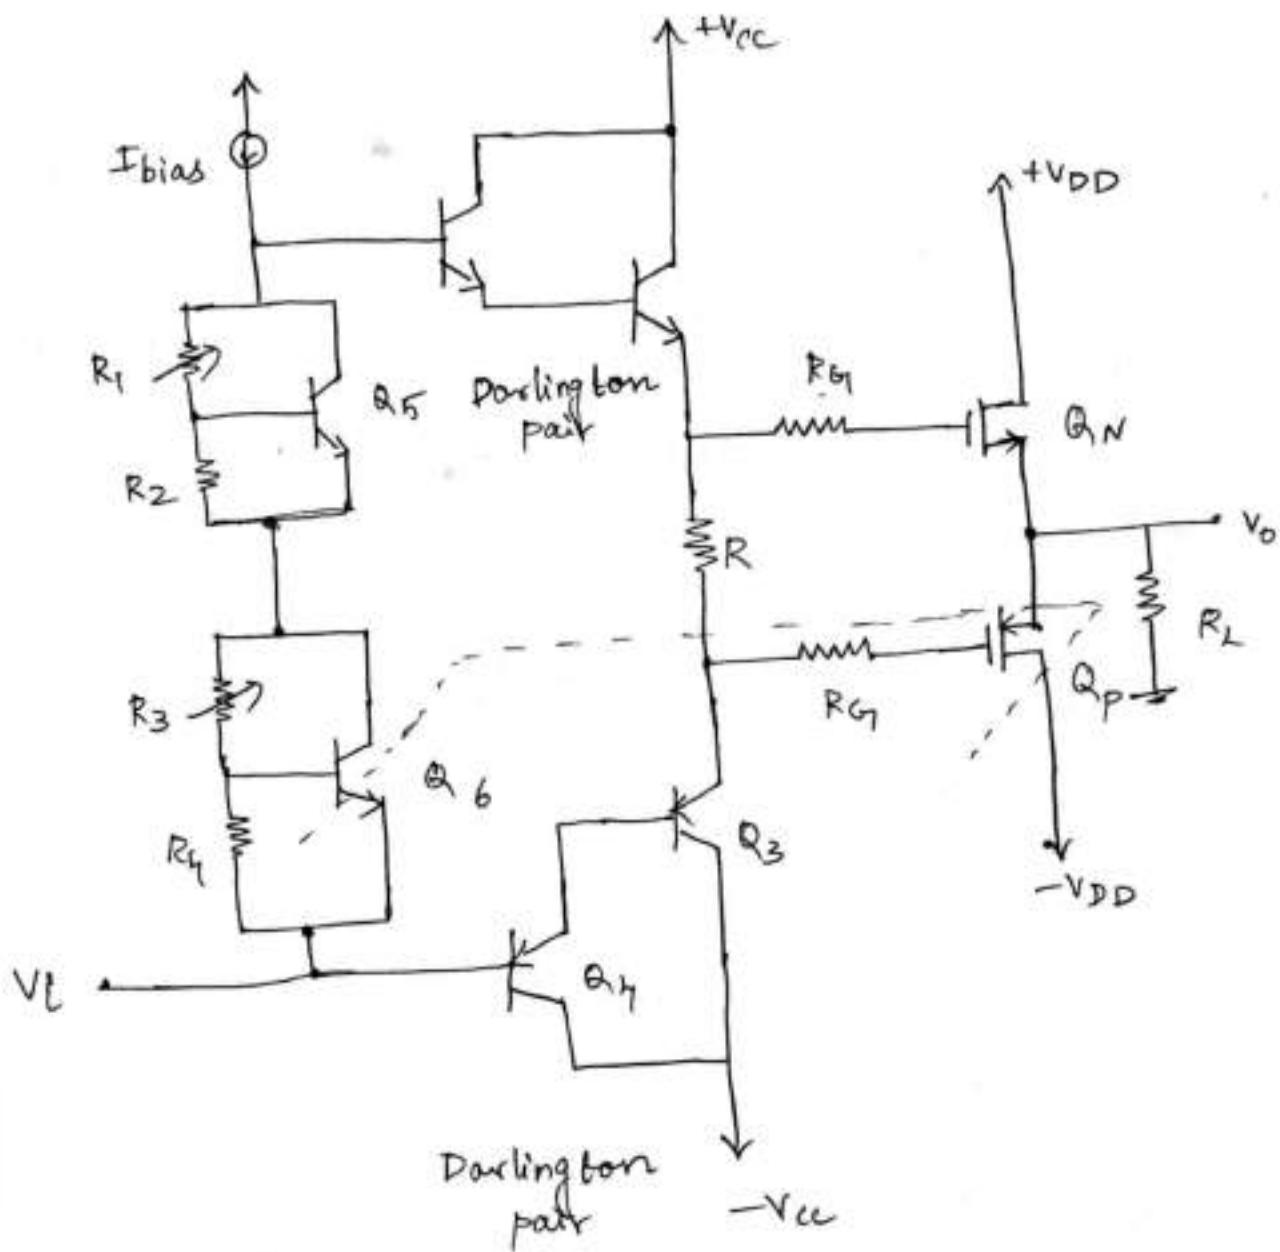 +VCC
Ibias
+VDD
R1
Q5
Darlington
pair
RG
QN
R2
Vo
R
R3
RG
QP
RL
Q6
R4
Q3
-VDD
Vi
Q4
Darlington
pair
-Vcc